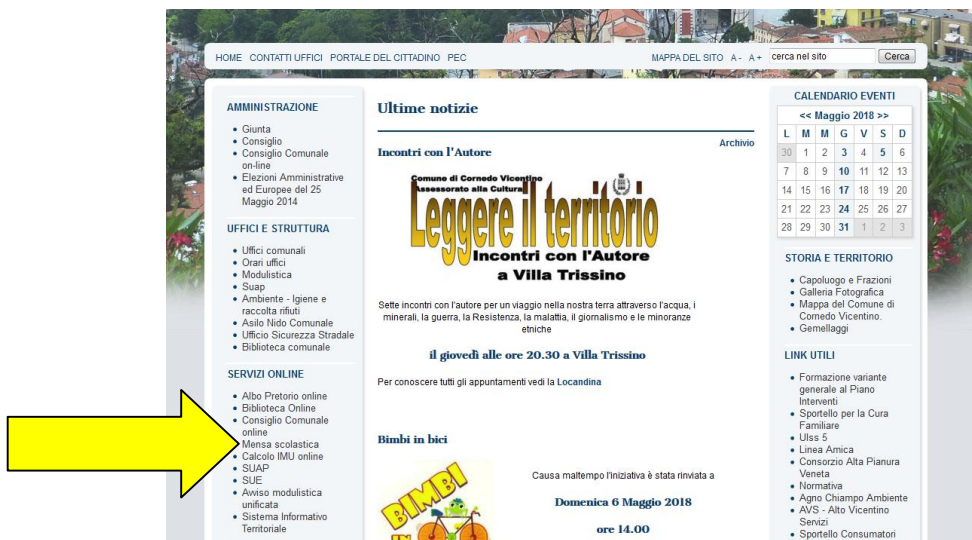 HOME CONTATTI UFFICI PORTALE DEL CITTADINO PEC
MAPPA DEL SITO A- A+ cerca nel sito Cerca
AMMINISTRAZIONE
Giunta
Consiglio
Consiglio Comunale
on-line
Elezioni Amministrative
ed Europee del 25
Maggio 2014
UFFICI E STRUTTURA
Uffici comunali
Orari uffici
Modulistica
Suap
Ambiente - Igiene e
raccolta rifiuti
Asilo Nido Comunale
Ufficio Sicurezza Stradale
Biblioteca comunale
SERVIZI ONLINE
Albo Pretorio online
Biblioteca Online
Consiglio Comunale
online
Mensa scolastica
Calcolo IMU online
SUAP
SUE
Avviso modulistica
unificata
Sistema Informativo
Territoriale
Ultime notizie
Archivio
Incontri con l'Autore
Comune di Cornedo Vicentino
Assessorato alla Cultura
Leggere il territorio
Incontri con l'Autore
a Villa Trissino
Sette incontri con l'autore per un viaggio nella nostra terra attraverso l'acqua, i
minerali, la guerra, la Resistenza, la malattia, il giornalismo e le minoranze
etniche
il giovedì alle ore 20.30 a Villa Trissino
Per conoscere tutti gli appuntamenti vedi la Locandina
Bimbi in bici
BIMBI
IN
Causa maltempo l'iniziativa è stata rinviata a
Domenica 6 Maggio 2018
ore 14.00
CALENDARIO EVENTI
<< Maggio 2018 >>
L M M G V S D
30 1 2 3 4 5 6
7 8 9 10 11 12 13
14 15 16 17 18 19 20
21 22 23 24 25 26 27
28 29 30 31 1 2 3
STORIA E TERRITORIO
Capoluogo e Frazioni
Galleria Fotografica
Mappa del Comune di
Cornedo Vicentino.
Gemellaggi
LINK UTILI
Formazione variante
generale al Piano
Interventi
Sportello per la Cura
Familiare
Ulss 5
Linea Amica
Consorzio Alta Pianura
Veneta
Normativa
Agno Chiampo Ambiente
AVS - Alto Vicentino
Servizi
Sportello Consumatori